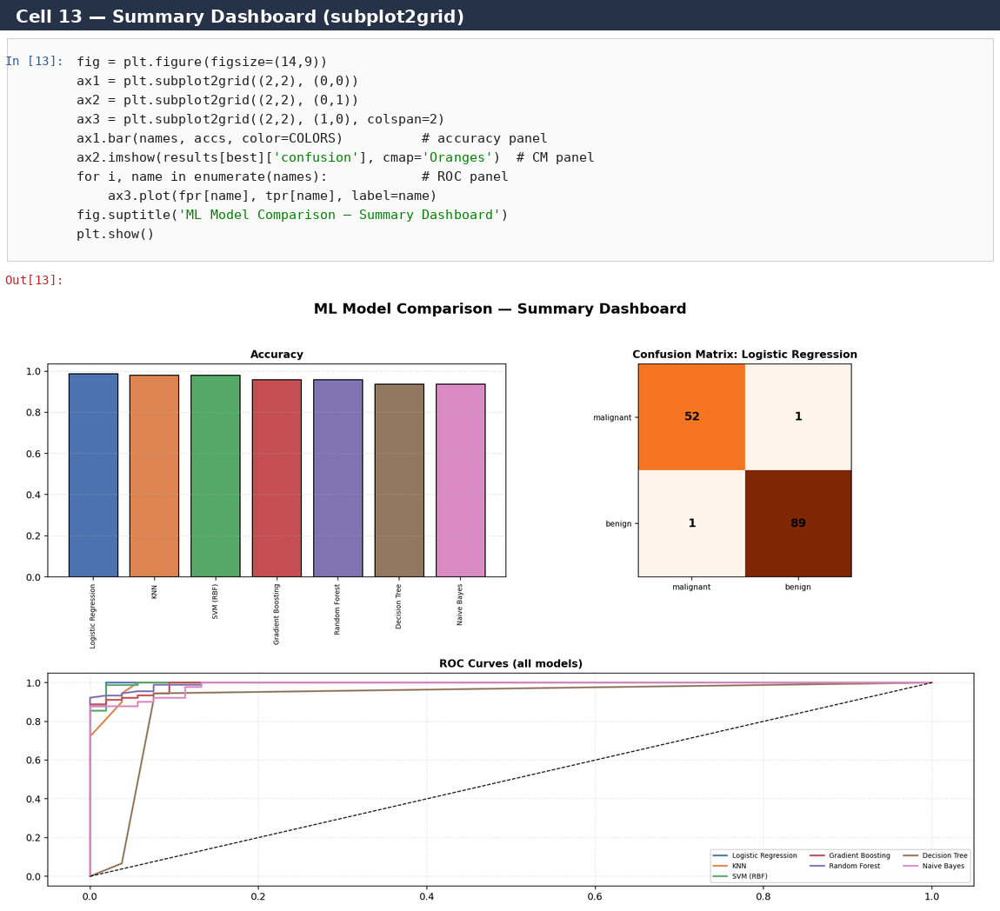 Cell 13 — Summary Dashboard (subplot2grid)
In [13]:
fig = plt.figure(figsize=(14,9))
ax1 = plt.subplot2grid((2,2), (0,0))
ax2 = plt.subplot2grid((2,2), (0,1))
ax3 = plt.subplot2grid((2,2), (1,0), colspan=2)
ax1.bar(names, accs, color=COLORS)          # accuracy panel
ax2.imshow(results[best]['confusion'], cmap='Oranges')  # CM panel
for i, name in enumerate(names):            # ROC panel
    ax3.plot(fpr[name], tpr[name], label=name)
fig.suptitle('ML Model Comparison — Summary Dashboard')
plt.show()
Out[13]:
ML Model Comparison — Summary Dashboard
Accuracy
1.0
0.8
0.6
0.4
0.2
0.0
Logistic Regression
KNN
SVM (RBF)
Gradient Boosting
Random Forest
Decision Tree
Naive Bayes
Confusion Matrix: Logistic Regression
malignant
52
1
benign
1
89
malignant
benign
ROC Curves (all models)
1.0
0.8
0.6
0.4
0.2
0.0
0.0
0.2
0.4
0.6
0.8
1.0
Logistic Regression
KNN
SVM (RBF)
Gradient Boosting
Random Forest
Decision Tree
Naive Bayes